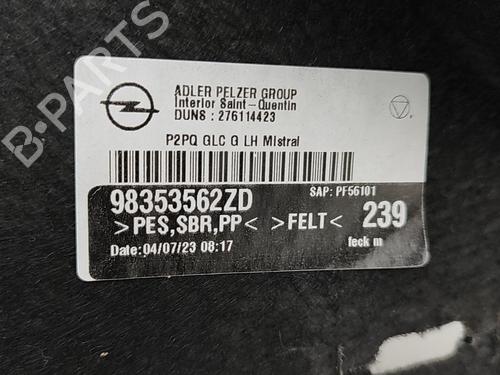 ADLER PELZER GROUP
Interior Saint-Quentin
DUNS : 276114423
P2PQ GLC G LH Mistral
98353562ZD
SAP: PF56101
>PES,SBR,PP< >FELT<
239
Date: 04/07/23 08:17
feck m
B-PARTS